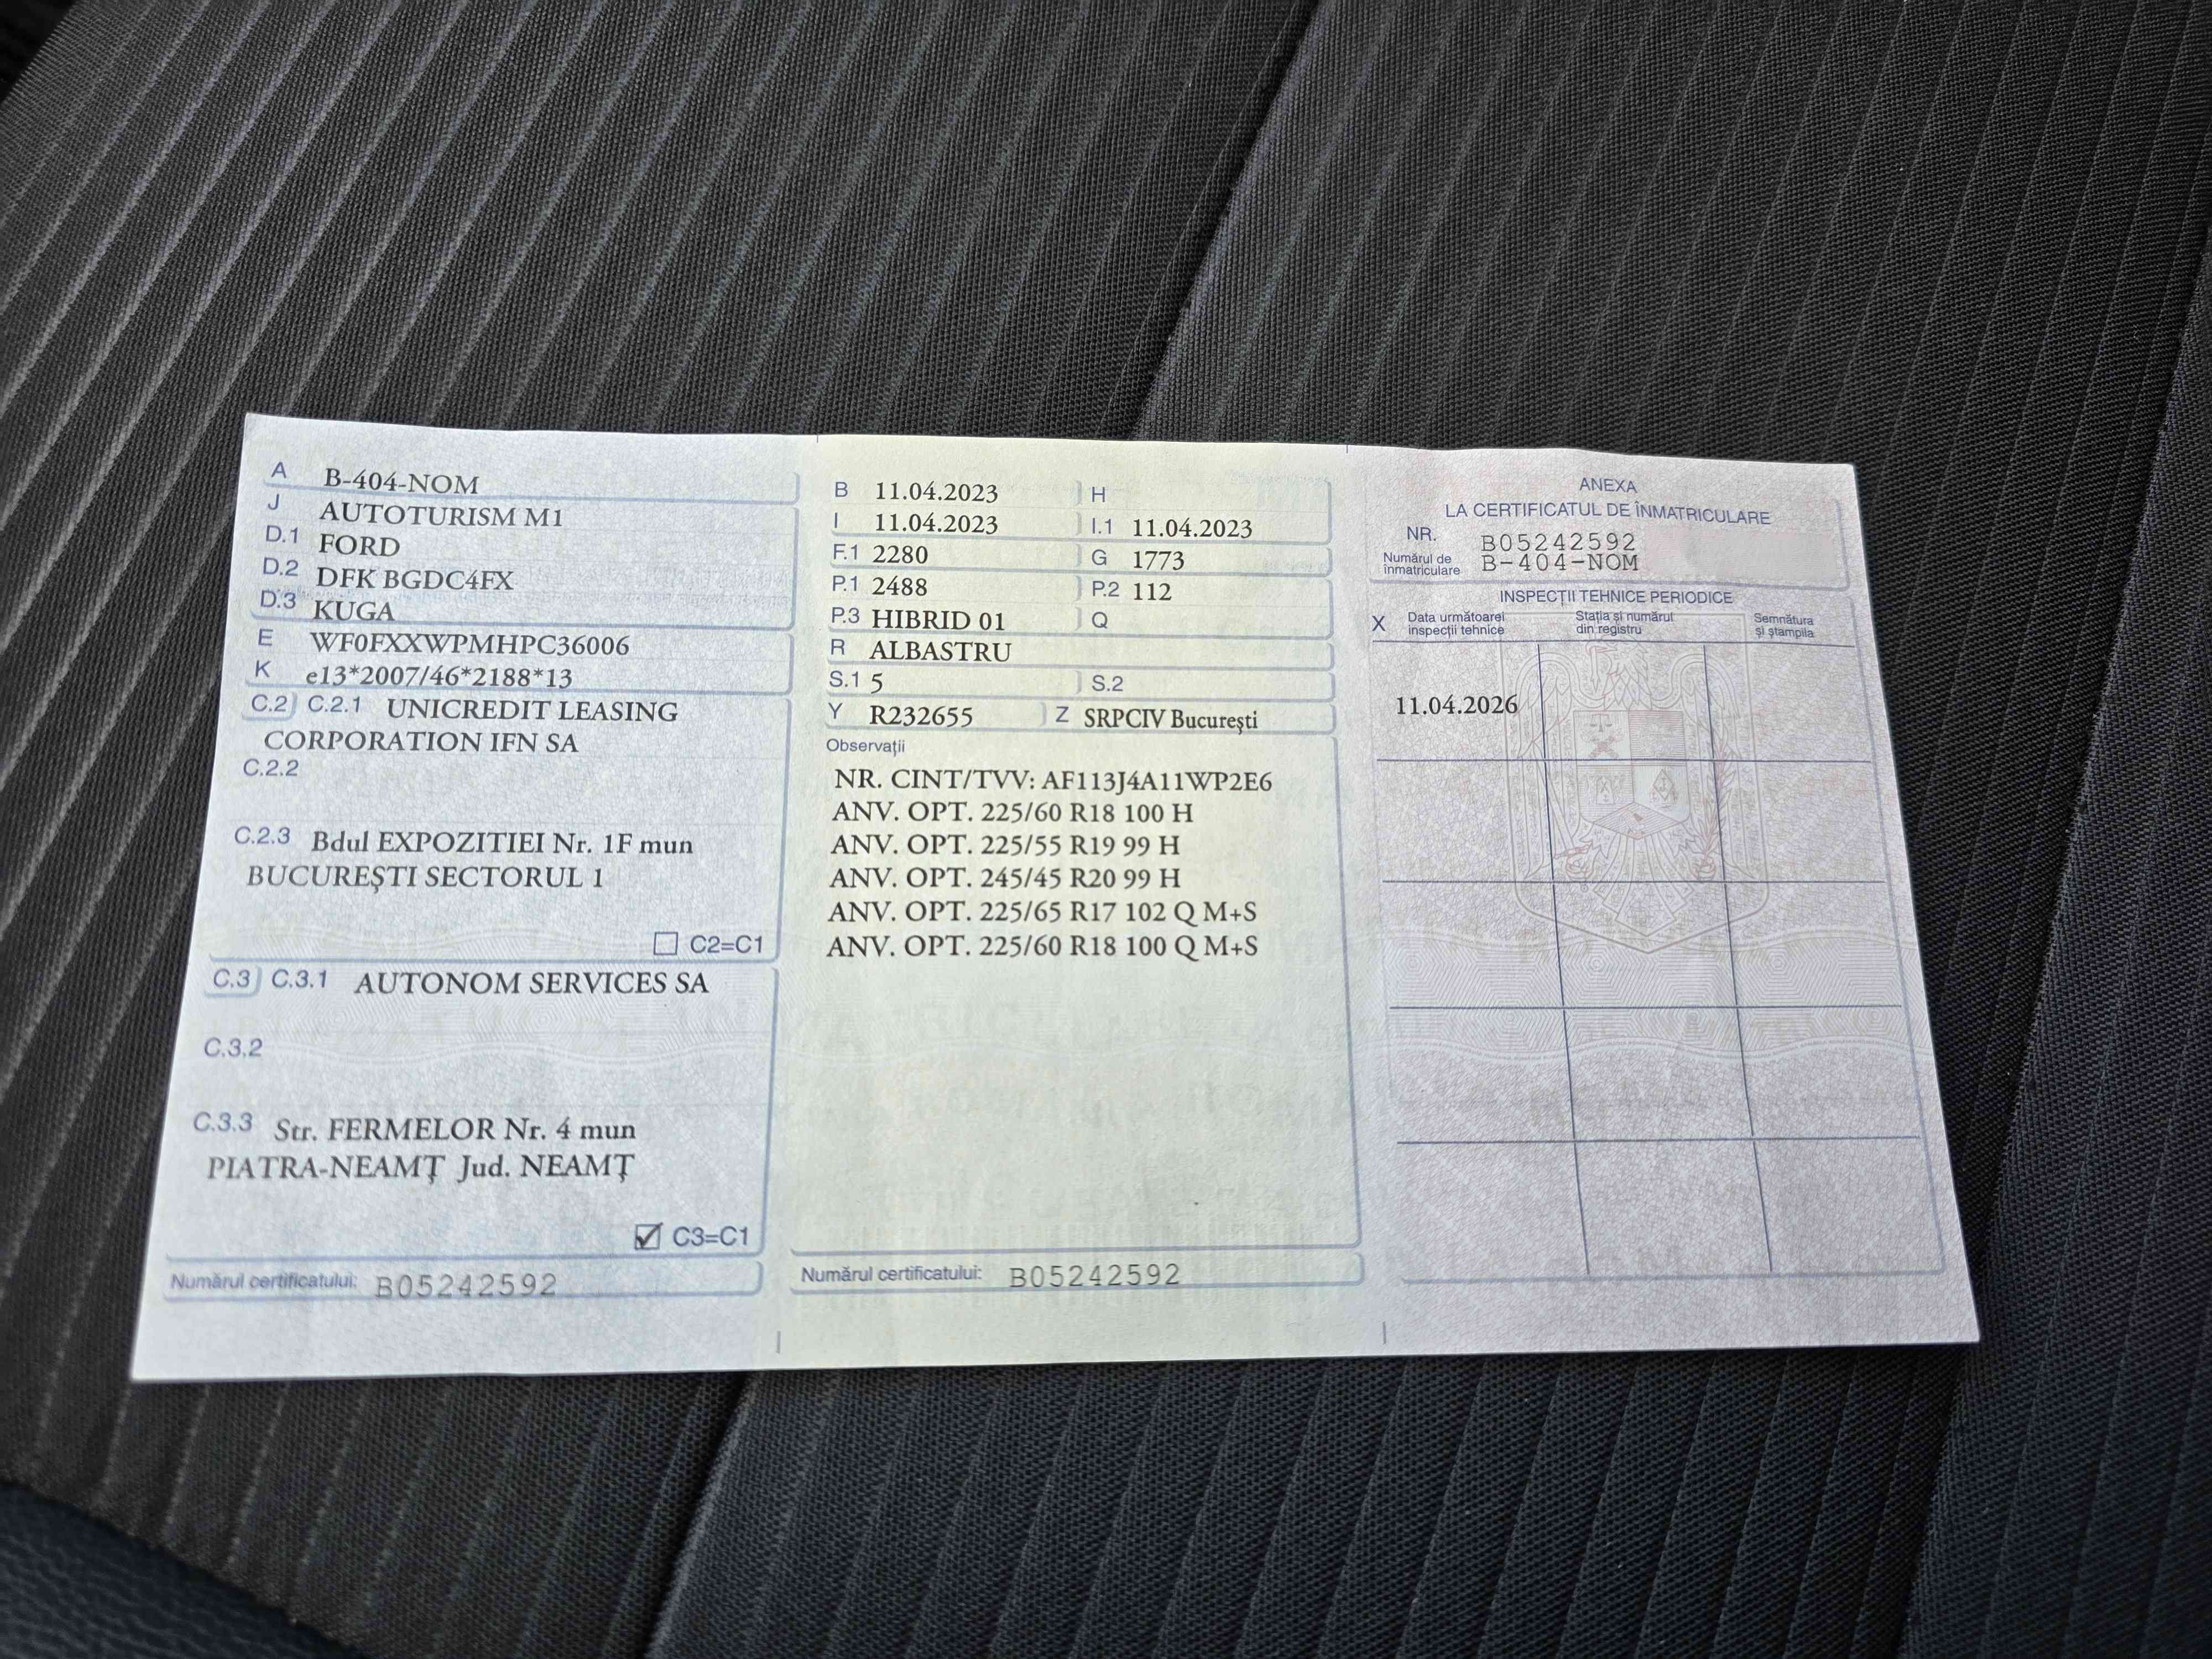 A B-404-NOM
J AUTOTURISM M1
D.1 FORD
D.2 DFK BGDC4FX
D.3 KUGA
E WF0FXXWPMHPC36006
K e13*2007/46*2188*13
C.2 C.2.1 UNICREDIT LEASING
CORPORATION IFN SA
C.2.2
C.2.3 Bdul EXPOZITIEI Nr. 1F mun
BUCUREŞTI SECTORUL 1
C2=C1
C.3 C.3.1 AUTONOM SERVICES SA
C.3.2
C.3.3 Str. FERMELOR Nr. 4 mun
PIATRA-NEAMŢ Jud. NEAMŢ
C3=C1
Numărul certificatului: B05242592
B 11.04.2023 H
I 11.04.2023 I.1 11.04.2023
F.1 2280 G 1773
P.1 2488 P.2 112
P.3 HIBRID 01 Q
R ALBASTRU
S.1 5 S.2
Y R232655 Z SRPCIV Bucureşti
Observaţii
NR. CINT/TVV: AF113J4A11WP2E6
ANV. OPT. 225/60 R18 100 H
ANV. OPT. 225/55 R19 99 H
ANV. OPT. 245/45 R20 99 H
ANV. OPT. 225/65 R17 102 Q M+S
ANV. OPT. 225/60 R18 100 Q M+S
Numărul certificatului: B05242592
ANEXA
LA CERTIFICATUL DE ÎNMATRICULARE
NR. B05242592
Numărul de
înmatriculare B-404-NOM
INSPECŢII TEHNICE PERIODICE
X Data următoarei
inspecţii tehnice
Staţia şi numărul
din registru
Semnătura
şi ştampila
11.04.2026